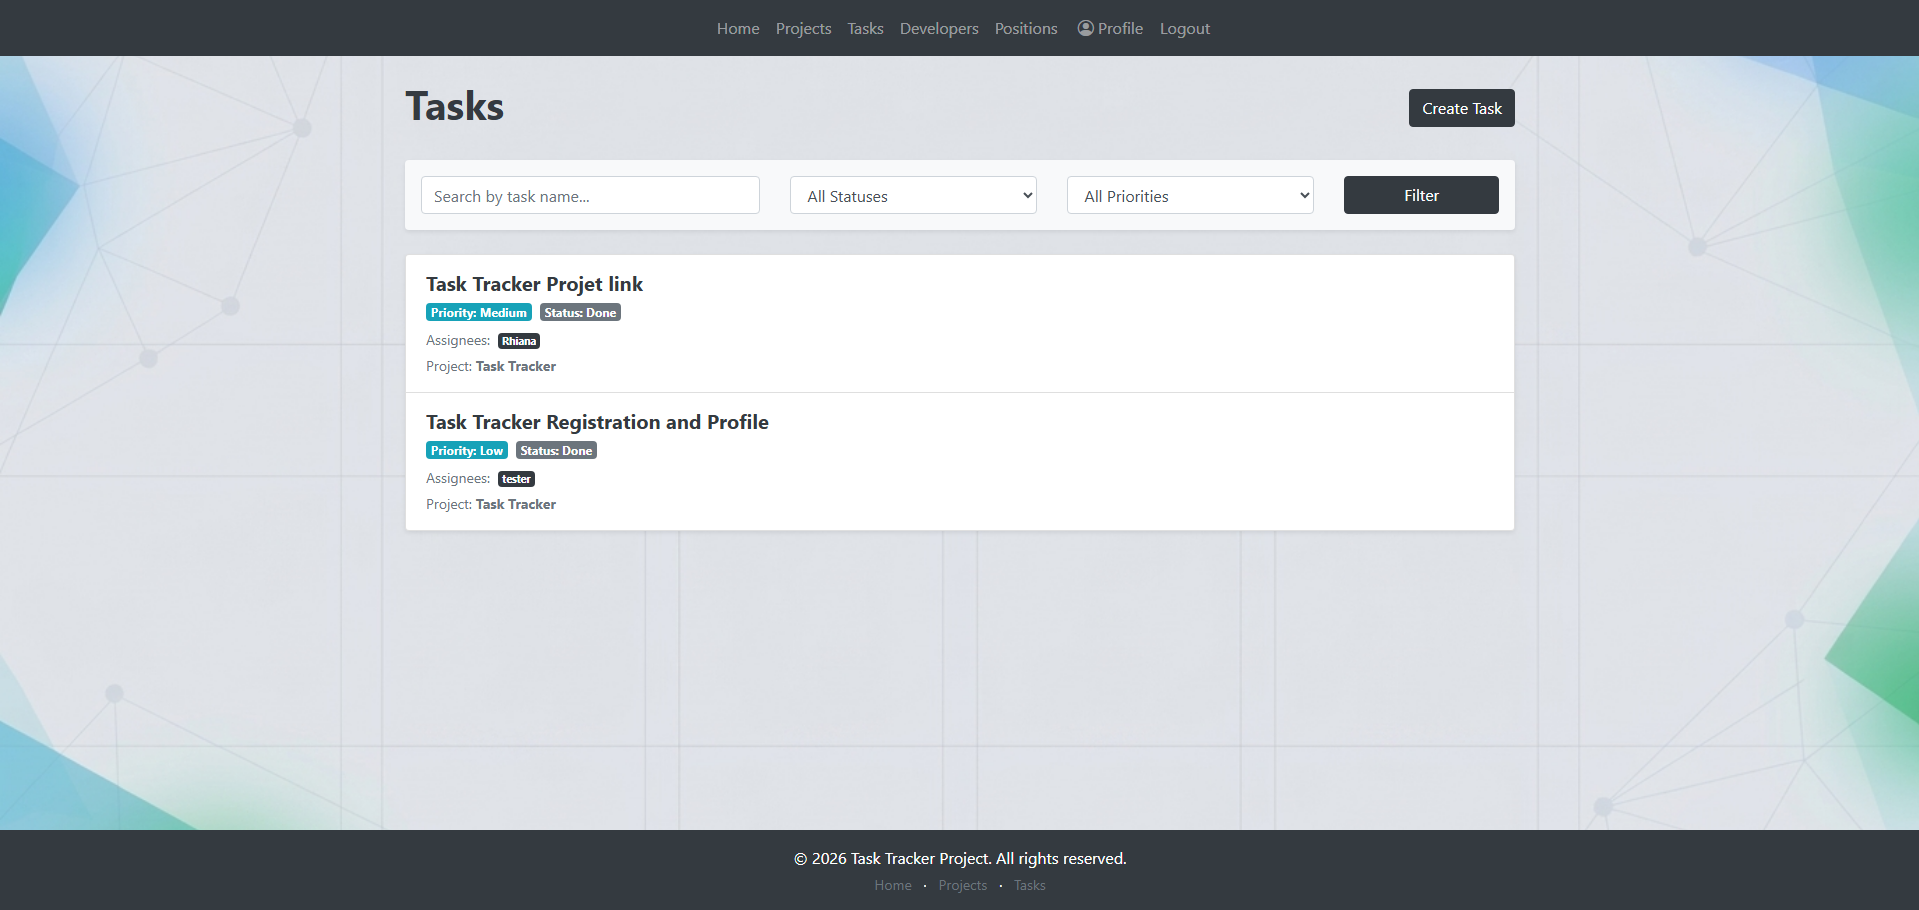 Home Projects Tasks Developers Positions Profile Logout
Tasks
Create Task
Search by task name... All Statuses All Priorities Filter
Task Tracker Projet link
Priority: Medium Status: Done
Assignees: Rhiana
Project: Task Tracker
Task Tracker Registration and Profile
Priority: Low Status: Done
Assignees: tester
Project: Task Tracker
© 2026 Task Tracker Project. All rights reserved.
Home · Projects · Tasks